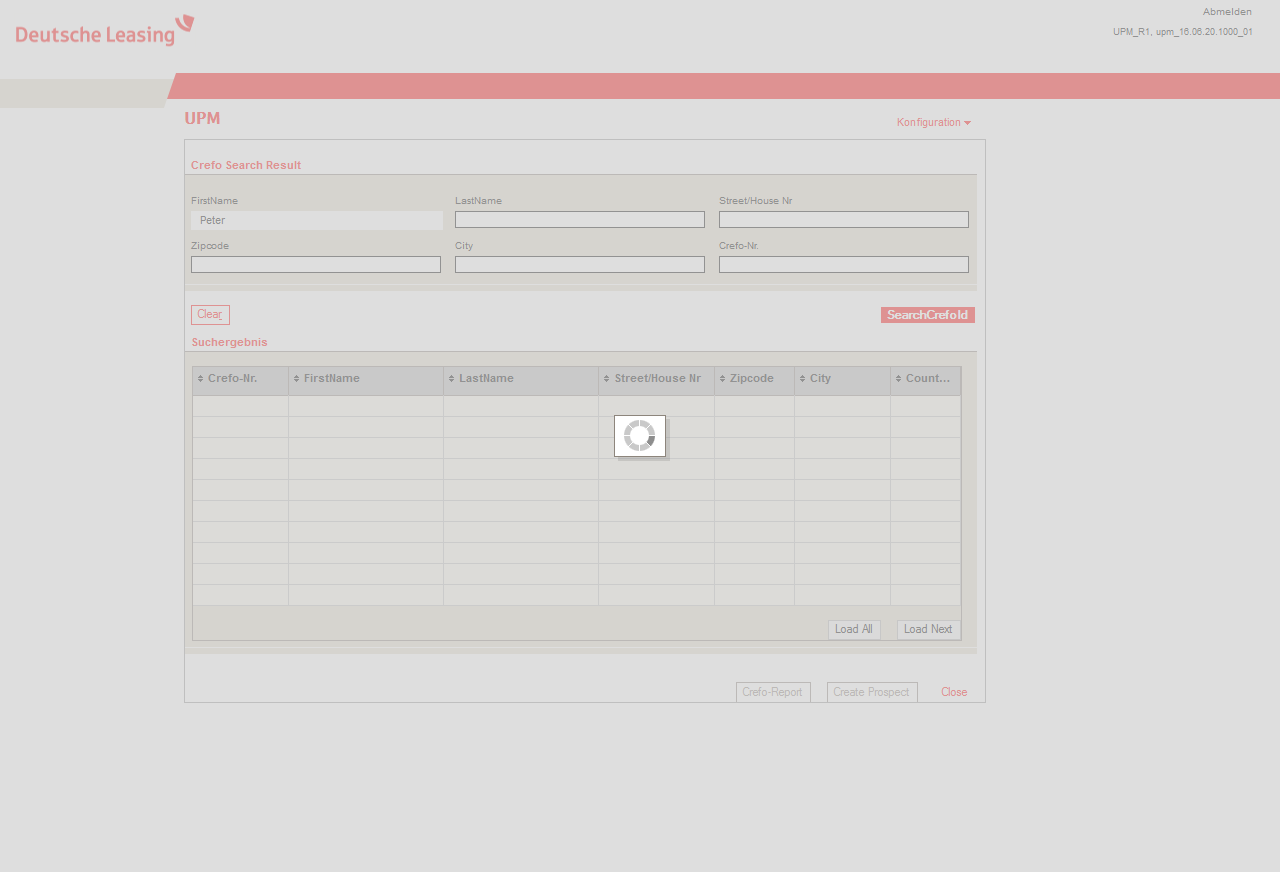 Deutsche Leasing
Abmelden
UPM_R1, upm_16.06.20.1000_01
UPM
Konfiguration
Crefo Search Result
FirstName LastName Street/House Nr
Peter
Zipcode City Crefo-Nr.
Clear SearchCrefoId
Suchergebnis
Crefo-Nr. FirstName LastName Street/House Nr Zipcode City Count...
Load All Load Next
Crefo-Report Create Prospect Close